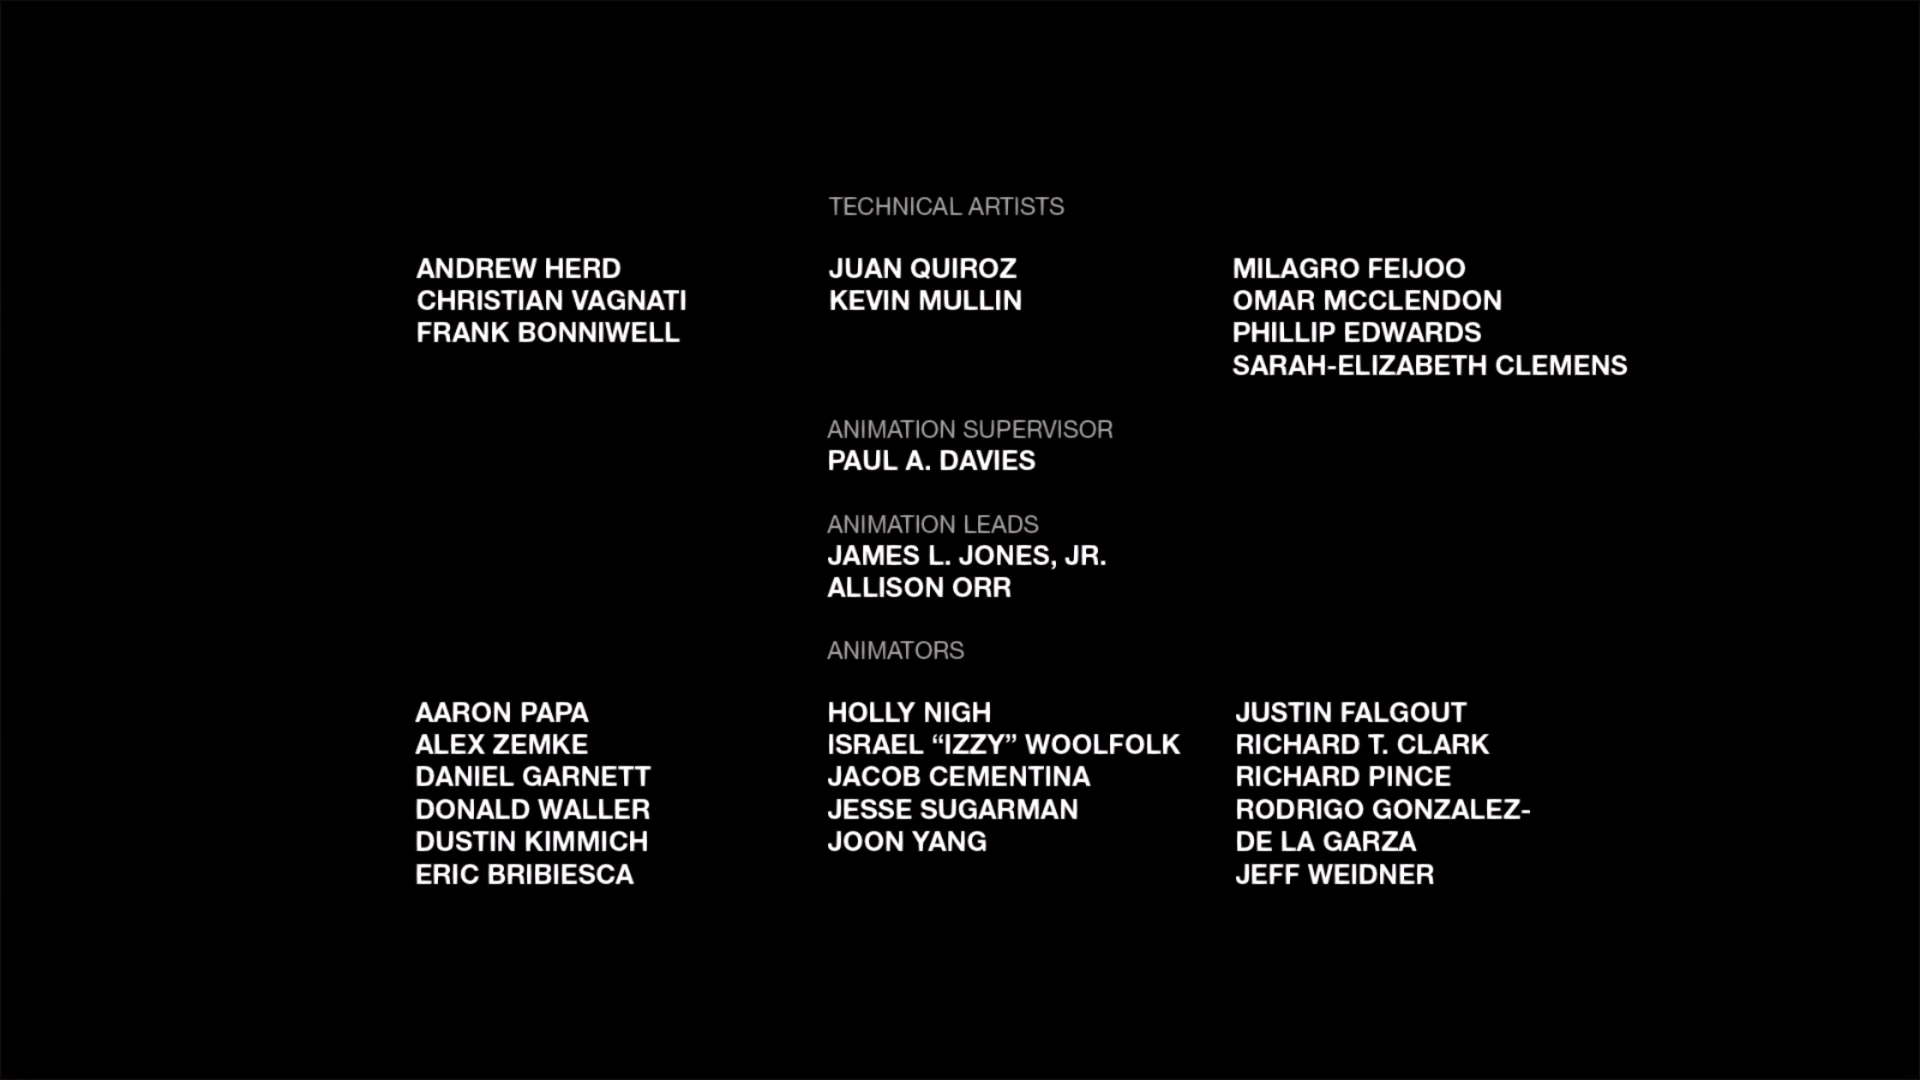 TECHNICAL ARTISTS
ANDREW HERD
CHRISTIAN VAGNATI
FRANK BONNIWELL
JUAN QUIROZ
KEVIN MULLIN
MILAGRO FEIJOO
OMAR MCCLENDON
PHILLIP EDWARDS
SARAH-ELIZABETH CLEMENS
ANIMATION SUPERVISOR
PAUL A. DAVIES
ANIMATION LEADS
JAMES L. JONES, JR.
ALLISON ORR
ANIMATORS
AARON PAPA
ALEX ZEMKE
DANIEL GARNETT
DONALD WALLER
DUSTIN KIMMICH
ERIC BRIBIESCA
HOLLY NIGH
ISRAEL “IZZY” WOOLFOLK
JACOB CEMENTINA
JESSE SUGARMAN
JOON YANG
JUSTIN FALGOUT
RICHARD T. CLARK
RICHARD PINCE
RODRIGO GONZALEZ-
DE LA GARZA
JEFF WEIDNER